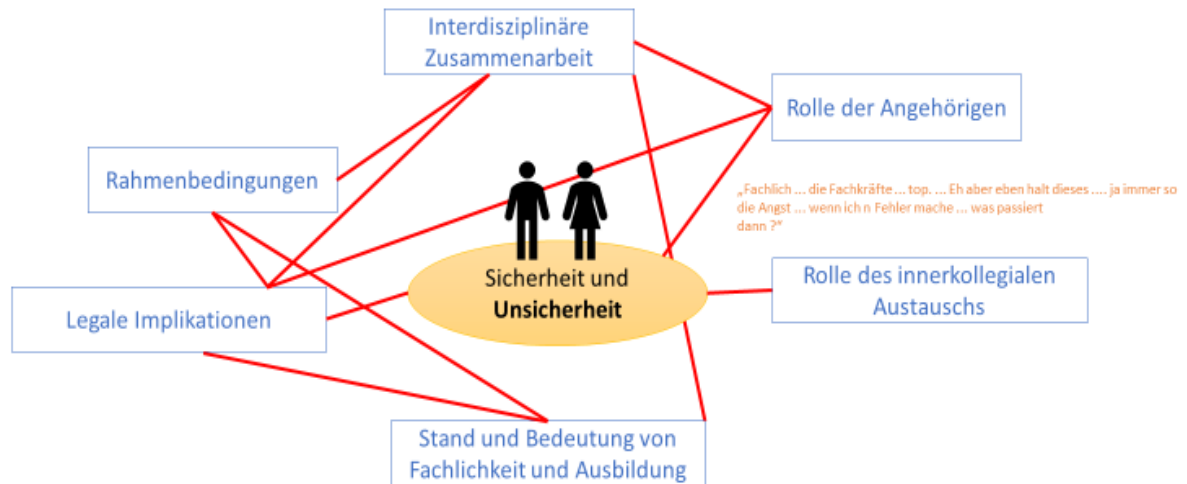 Interdisziplinäre
Zusammenarbeit
Rolle der Angehörigen
Rahmenbedingungen
„Fachlich ... die Fachkräfte ... top. ... Eh aber eben halt dieses .... ja immer so
die Angst ... wenn ich n Fehler mache ... was passiert
dann ?“
Sicherheit und
Unsicherheit
Rolle des innerkollegialen
Austauschs
Legale Implikationen
Stand und Bedeutung von
Fachlichkeit und Ausbildung